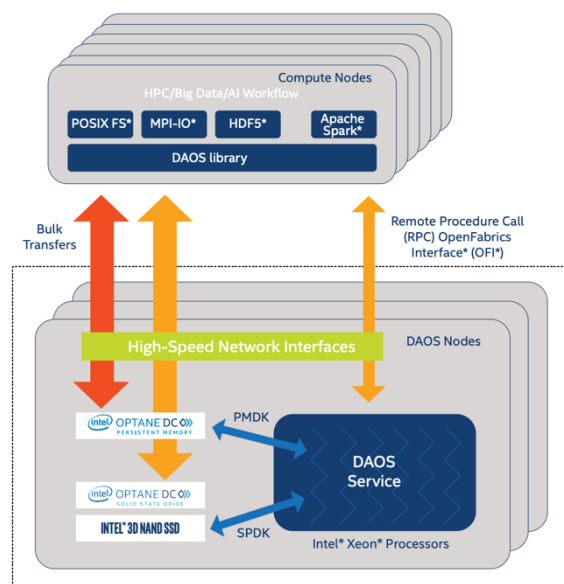 Compute Nodes
HPC/Big Data/AI Workflow
POSIX FS*
MPI-IO*
HDF5*
Apache
Spark*
DAOS library
Bulk
Transfers
Remote Procedure Call
(RPC) OpenFabrics
Interface* (OFI*)
High-Speed Network Interfaces
DAOS Nodes
intel OPTANE DC
PERSISTENT MEMORY
PMDK
DAOS
Service
intel OPTANE DC
SOLID STATE DRIVE
INTEL® 3D NAND SSD
SPDK
Intel® Xeon® Processors